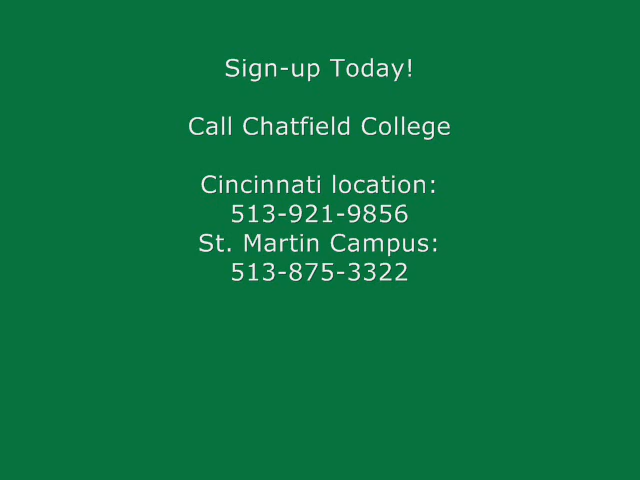 Sign-up Today!
Call Chatfield College
Cincinnati location:
513-921-9856
St. Martin Campus:
513-875-3322